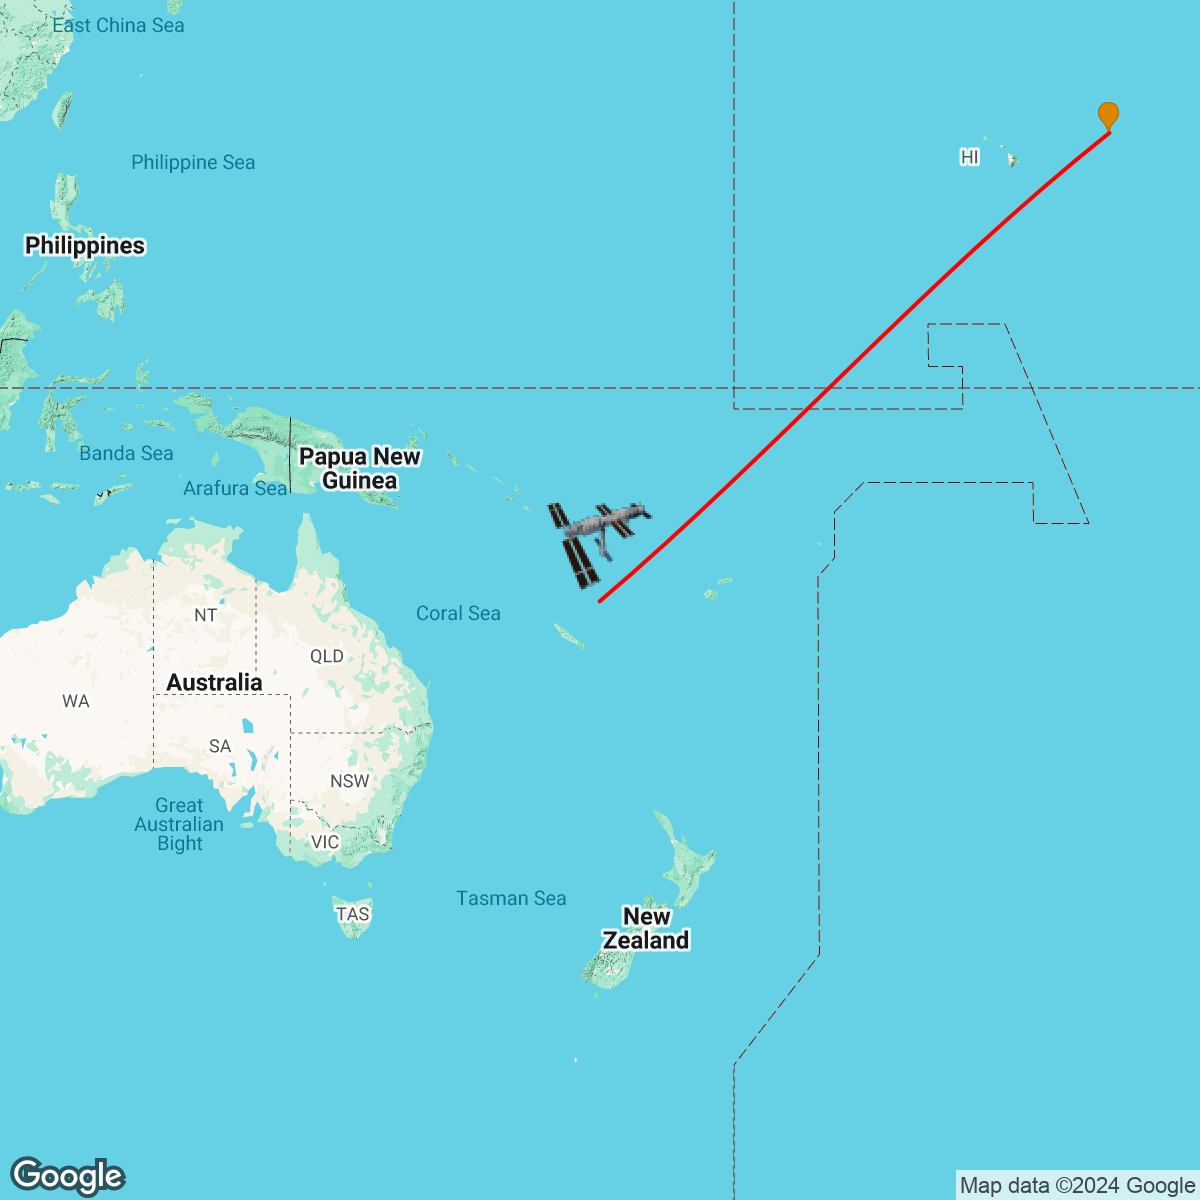 East China Sea
Philippine Sea
HI
Philippines
Banda Sea
Papua New
Guinea
Arafura Sea
NT
Coral Sea
QLD
Australia
WA
SA
NSW
Great
Australian
Bight
VIC
Tasman Sea
TAS
New
Zealand
Google
Map data ©2024 Google